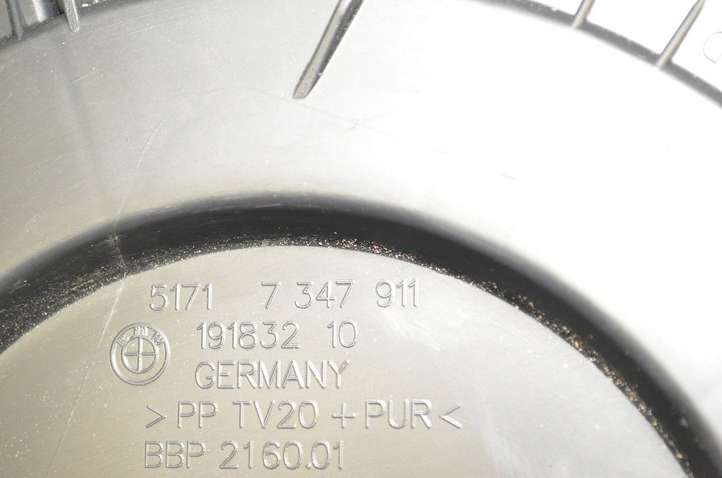 5171 7 347 911
191832 10
GERMANY
>PP TV20 +PUR<
BBP 2160.01